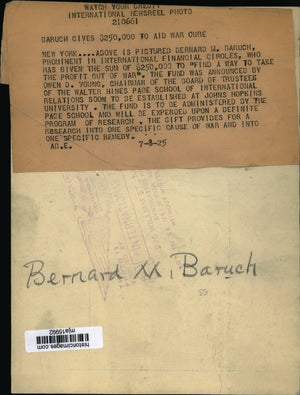 WATCH YOUR CREDIT
INTERNATIONAL NEWSREEL PHOTO
210661
BARUCH GIVES $250,000 TO AID WAR CURE
NEW YORK....ABOVE IS PICTURED BERNARD M. BARUCH,
PROMINENT IN INTERNATIONAL FINANCIAL CIRCLES, WHO
HAS GIVEN THE SUM OF $250,000 TO "FIND A WAY TO TAKE
THE PROFIT OUT OF WAR". THE FUND WAS ANNOUNCED BY
OWEN D. YOUNG, CHAIRMAN OF THE BOARD OF TRUSTEES
OF THE WALTER HINES PAGE SCHOOL OF INTERNATIONAL
RELATIONS SOON TO BE ESTABLISHED AT JOHNS HOPKINS
UNIVERSITY. THE FUND IS TO BE ADMINISTERED BY THE
PAGE SCHOOL AND WILL BE EXPENDED UPON A DEFINITE
PROGRAM OF RESEARCH. THE GIFT PROVIDES FOR A
RESEARCH INTO ONE SPECIFIC CAUSE OF WAR AND INTO
ONE SPECIFIC REMEDY.
AR.E. 7-8-25
Bernard M. Baruch
historicimages.com
mja15992